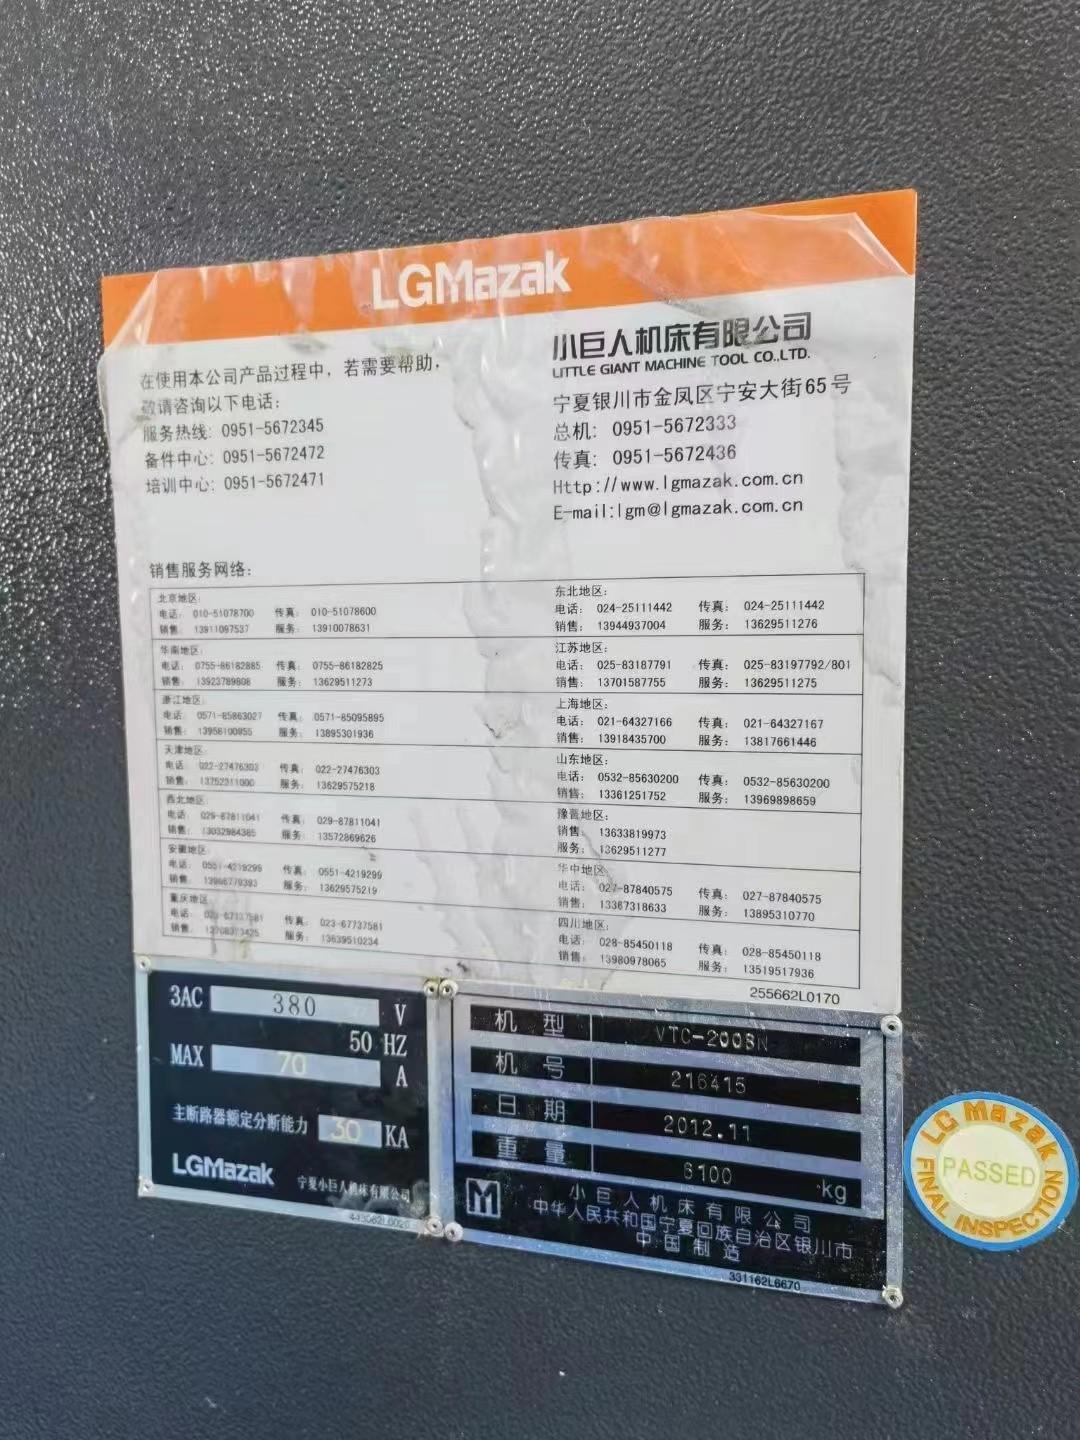 LGMazak
小巨人机床有限公司
LITTLE GIANT MACHINE TOOL CO.,LTD.
宁夏银川市金凤区宁安大街65号
总机: 0951-5672333
传真: 0951-5672436
Http://www.lgmazak.com.cn
E-mail:lgm@lgmazak.com.cn
在使用本公司产品过程中，若需要帮助，
敬请咨询以下电话:
服务热线: 0951-5672345
备件中心: 0951-5672472
培训中心: 0951-5672471
销售服务网络:
北京地区:
电话: 010-51078700 传真: 010-51078600
销售: 13911097537 服务: 13910078631
华南地区:
电话: 0755-86182885 传真: 0755-86182825
销售: 13923789808 服务: 13629511273
浙江地区:
电话: 0571-85863027 传真: 0571-85095895
销售: 13958100955 服务: 13895301936
天津地区:
电话: 022-27476303 传真: 022-27476303
销售: 13752311000 服务: 13629575218
西北地区:
电话: 029-87811041 传真: 029-87811041
销售: 13032984385 服务: 13572869626
安徽地区:
电话: 0551-4219299 传真: 0551-4219299
销售: 13966779393 服务: 13629575219
重庆地区:
电话: 023-67737581 传真: 023-67737581
销售: 服务: 13639510234
东北地区:
电话: 024-25111442 传真: 024-25111442
销售: 13944937004 服务: 13629511276
江苏地区:
电话: 025-83187791 传真: 025-83197792/801
销售: 13701587755 服务: 13629511275
上海地区:
电话: 021-64327166 传真: 021-64327167
销售: 13918435700 服务: 13817661446
山东地区:
电话: 0532-85630200 传真: 0532-85630200
销售: 13361251752 服务: 13969898659
豫晋地区:
销售: 13633819973
服务: 13629511277
华中地区:
电话: 027-87840575 传真: 027-87840575
销售: 13367318633 服务: 13895310770
四川地区:
电话: 028-85450118 传真: 028-85450118
销售: 13980978065 服务: 13519517936
255662L0170
3AC 380 V
50 HZ
MAX 70 A
主断路器额定分断能力 30 KA
LGMazak 宁夏小巨人机床有限公司
443062L0020
机型 VTC-200BN
机号 216415
日期 2012.11
重量 6100 kg
小巨人机床有限公司
中华人民共和国宁夏回族自治区银川市
中国制造
331162L6670
LG Mazak
PASSED
FINAL INSPECTION